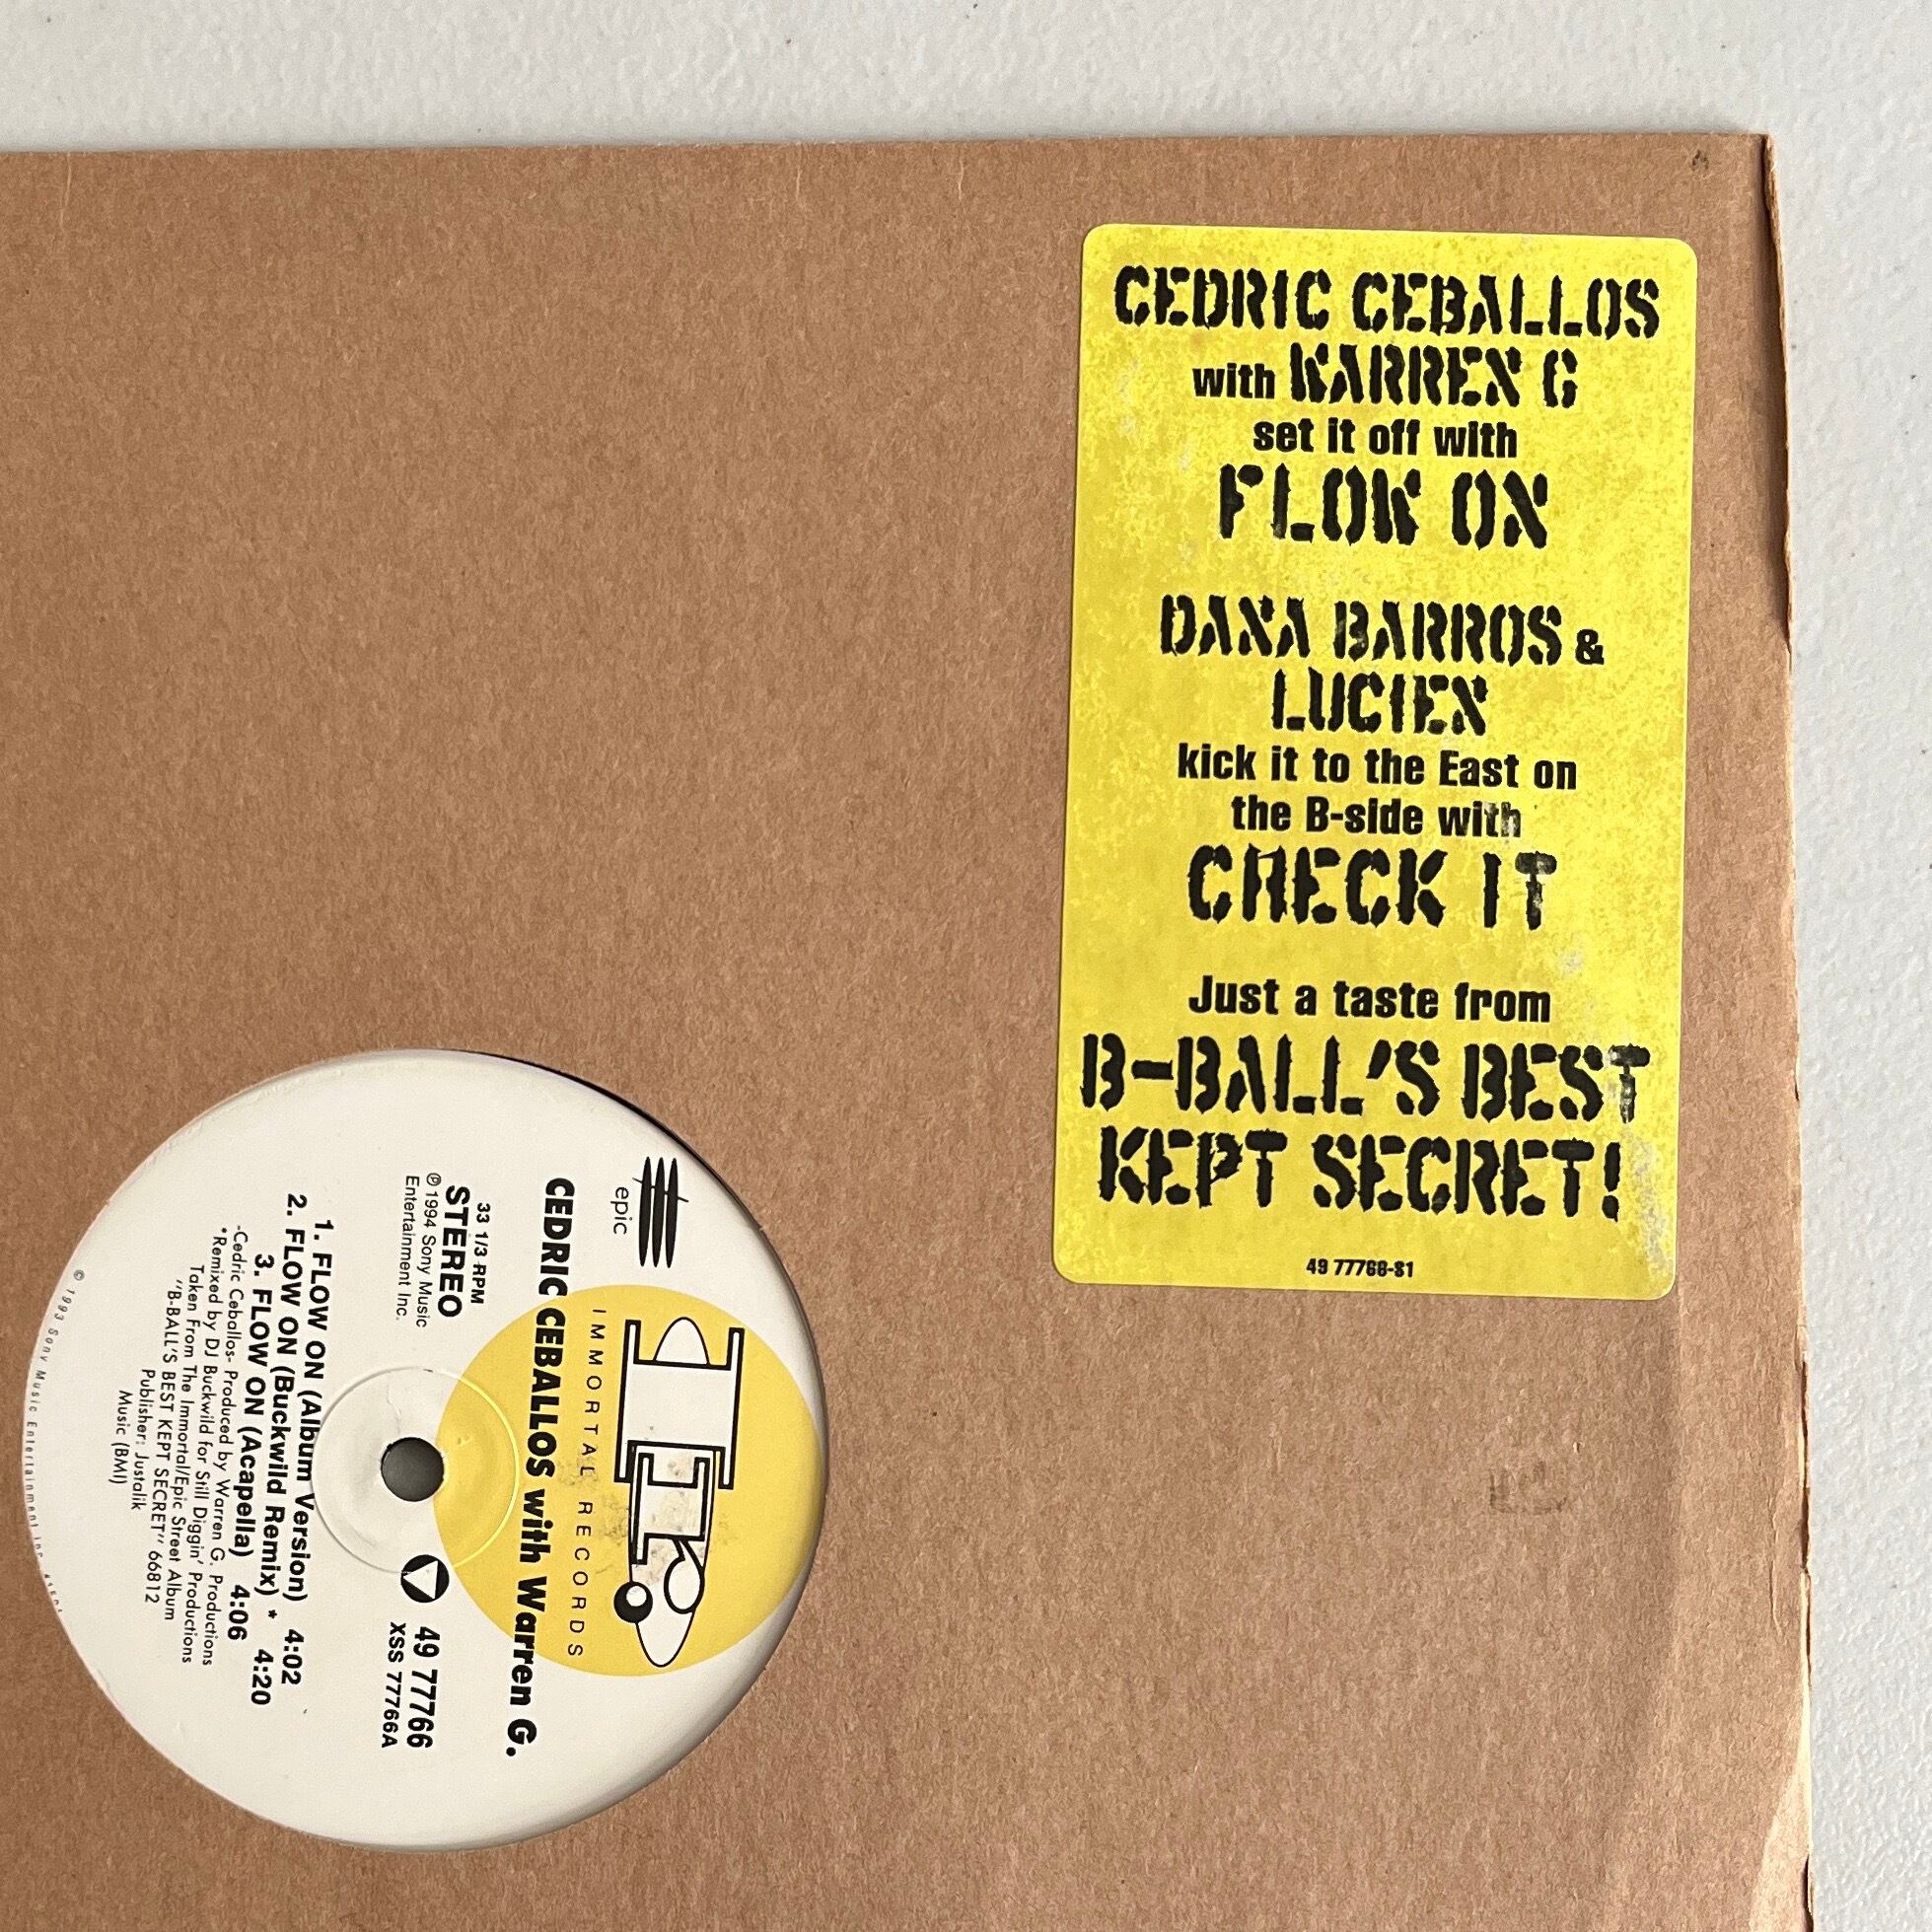 CEDRIC CEBALLOS
with WARREN G
set it off with
FLOW ON
DANA BARROS &
LUCIEN
kick it to the East on
the B-side with
CHECK IT
Just a taste from
B-BALL'S BEST
KEPT SECRET!
49 77766-S1
epic
IMMORTAL RECORDS
CEDRIC CEBALLOS with Warren G.
33 1/3 RPM
STEREO
℗ 1994 Sony Music
Entertainment Inc.
49 77766
XSS 77766A
1. FLOW ON (Album Version) 4:02
2. FLOW ON (Buckwild Remix) * 4:20
3. FLOW ON (Acapella) 4:06
-Cedric Ceballos- Produced by Warren G. Productions
*Remixed by DJ Buckwild for Still Diggin' Productions
Taken From The Immortal/Epic Street Album
"B-BALL'S BEST KEPT SECRET" 66812
Publisher: Justalik
Music (BMI)
© 1993 Sony Music Entertainment Inc.